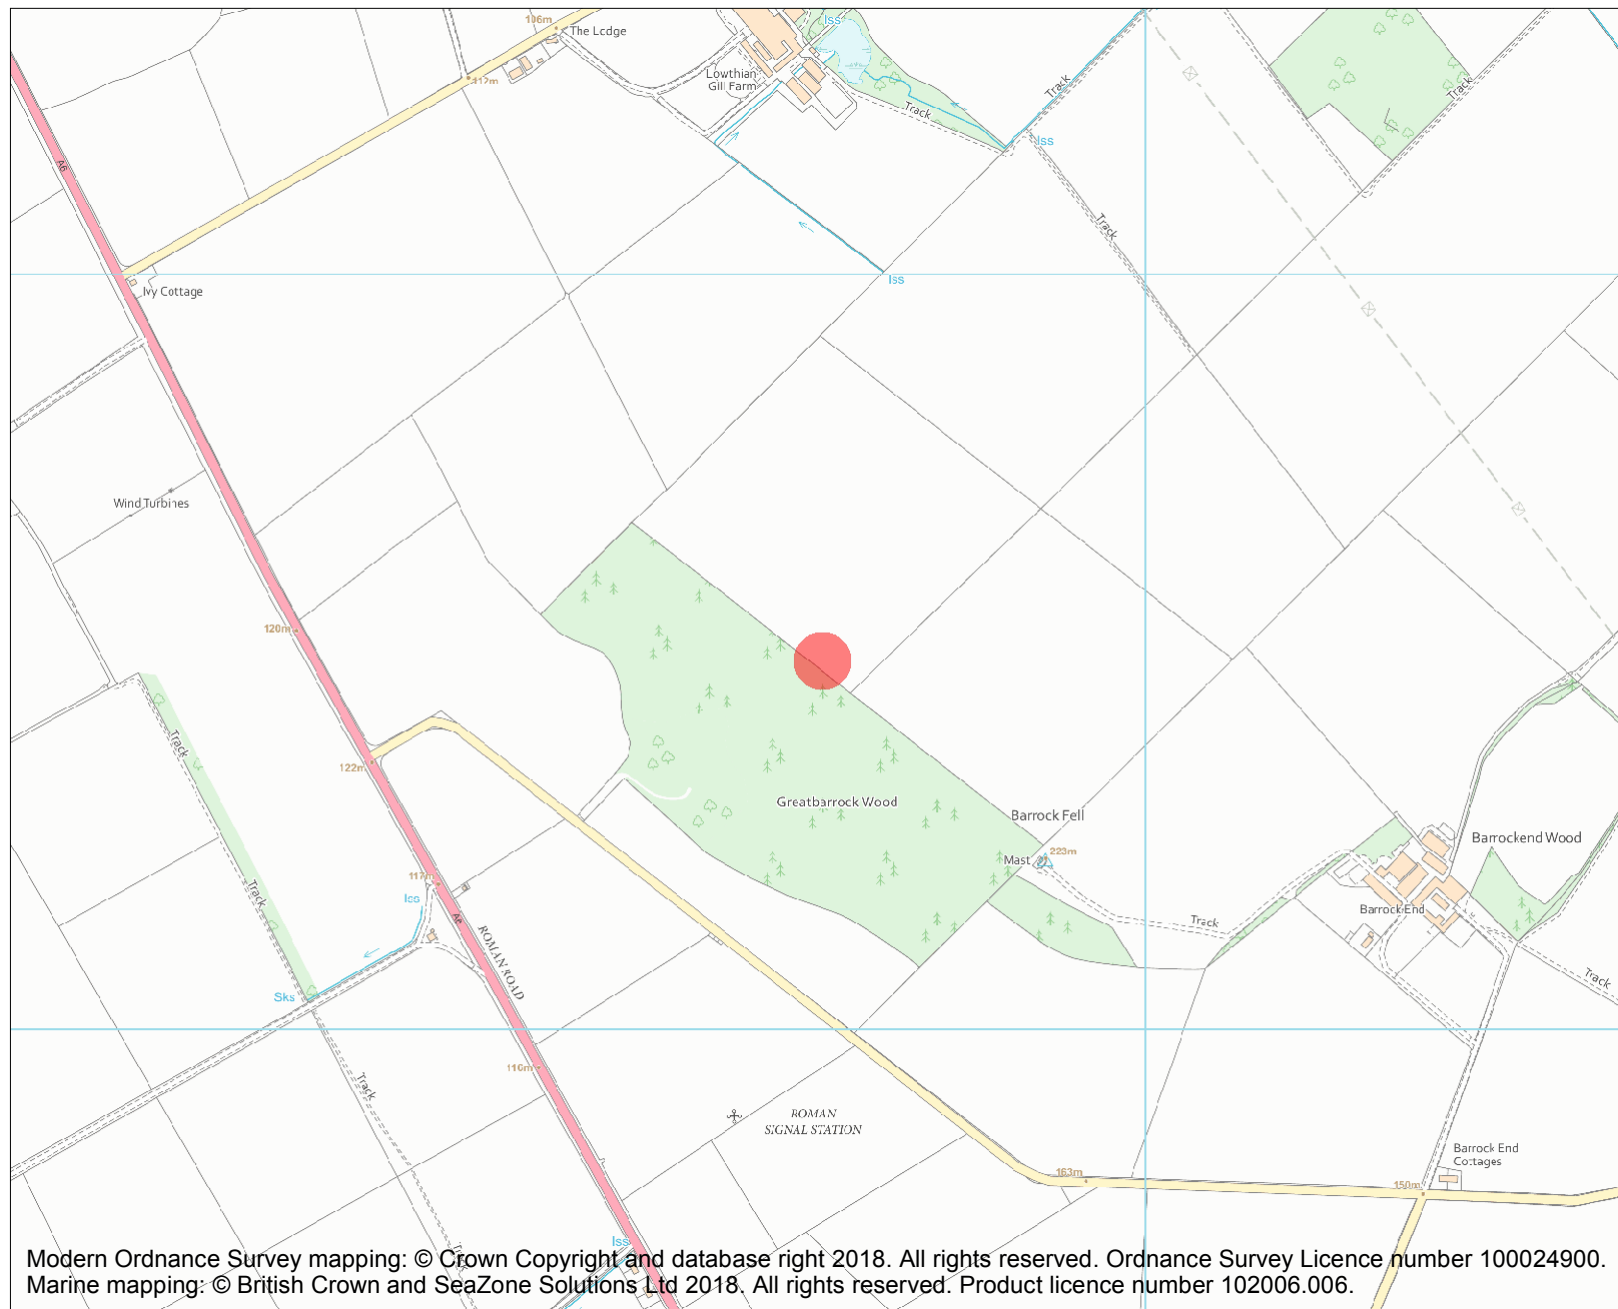 106m
The Lodge
Iss
112m
Lowthian
Gill Farm
Track
Track
Track
Iss
A6
Track
Iss
Ivy Cottage
Wind Turbines
120m
Track
122m
Greatbarrock Wood
Barrock Fell
Mast
223m
Barrockend Wood
117m
Iss
A6
Track
ROMAN ROAD
Track
Barrock End
Track
Sks
116m
Track
ROMAN
SIGNAL STATION
Barrock End
Cottages
163m
150m
Iss
Track
Modern Ordnance Survey mapping: © Crown Copyright and database right 2018. All rights reserved. Ordnance Survey Licence number 100024900.
Marine mapping: © British Crown and SeaZone Solutions Ltd 2018. All rights reserved. Product licence number 102006.006.